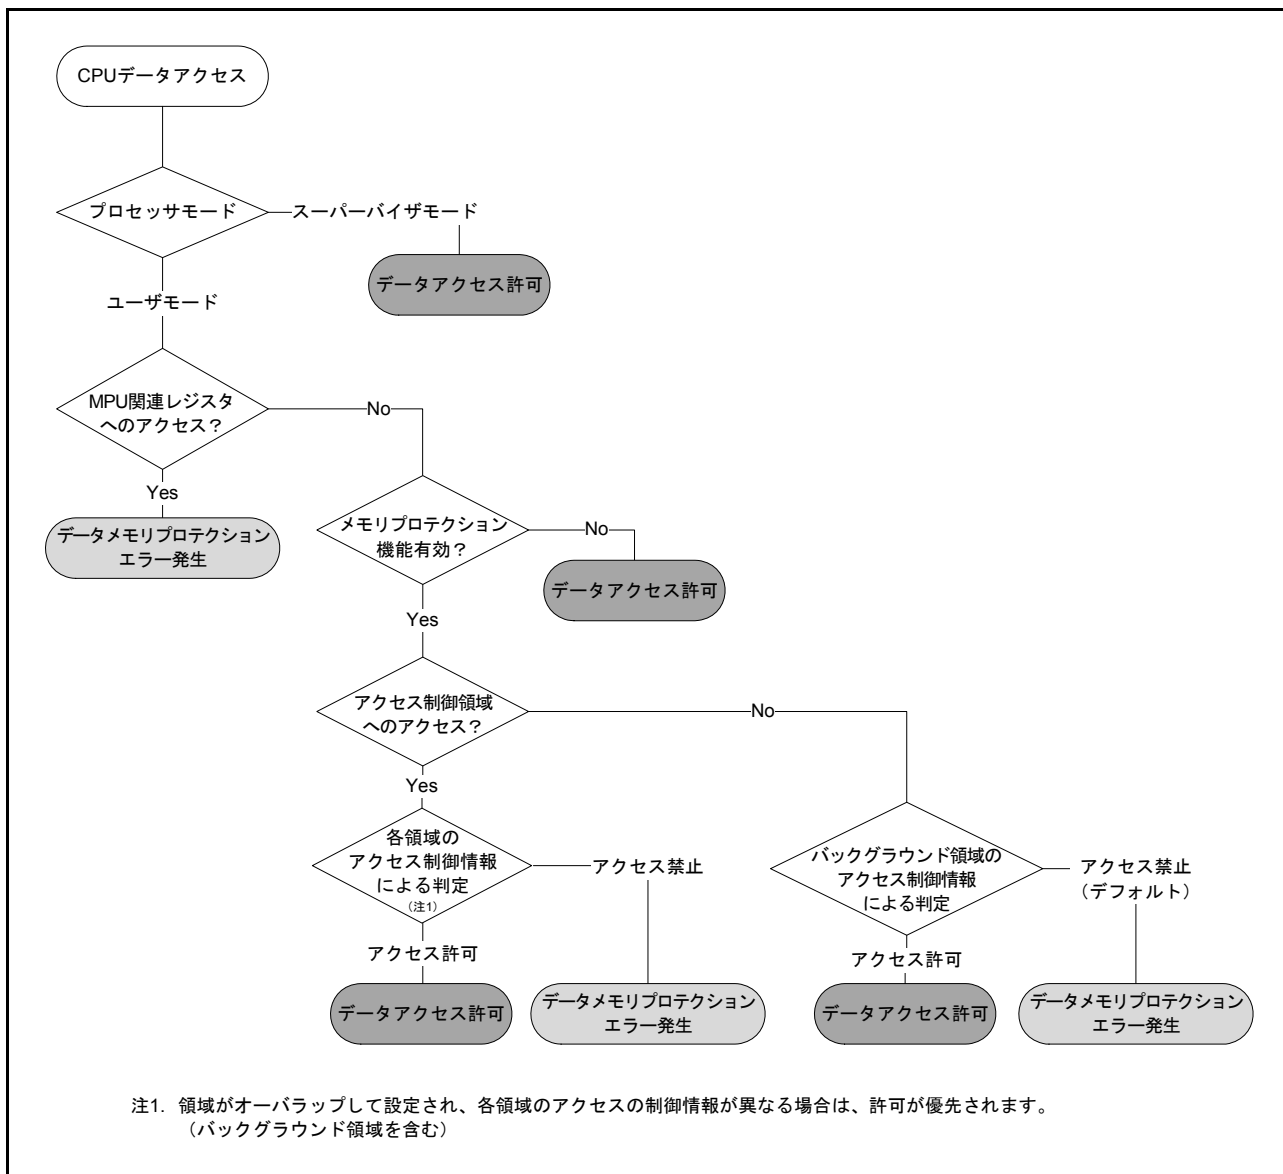 CPUデータアクセス
プロセッサモード
スーパーバイザモード
データアクセス許可
ユーザモード
MPU関連レジスタ
へのアクセス？
No
Yes
データメモリプロテクション
エラー発生
メモリプロテクション
機能有効？
No
データアクセス許可
Yes
アクセス制御領域
へのアクセス？
No
Yes
各領域の
アクセス制御情報
による判定
（注1）
アクセス禁止
アクセス許可
データアクセス許可
データメモリプロテクション
エラー発生
バックグラウンド領域の
アクセス制御情報
による判定
アクセス禁止
（デフォルト）
アクセス許可
データアクセス許可
データメモリプロテクション
エラー発生
注1. 領域がオーバラップして設定され、各領域のアクセスの制御情報が異なる場合は、許可が優先されます。
（バックグラウンド領域を含む）